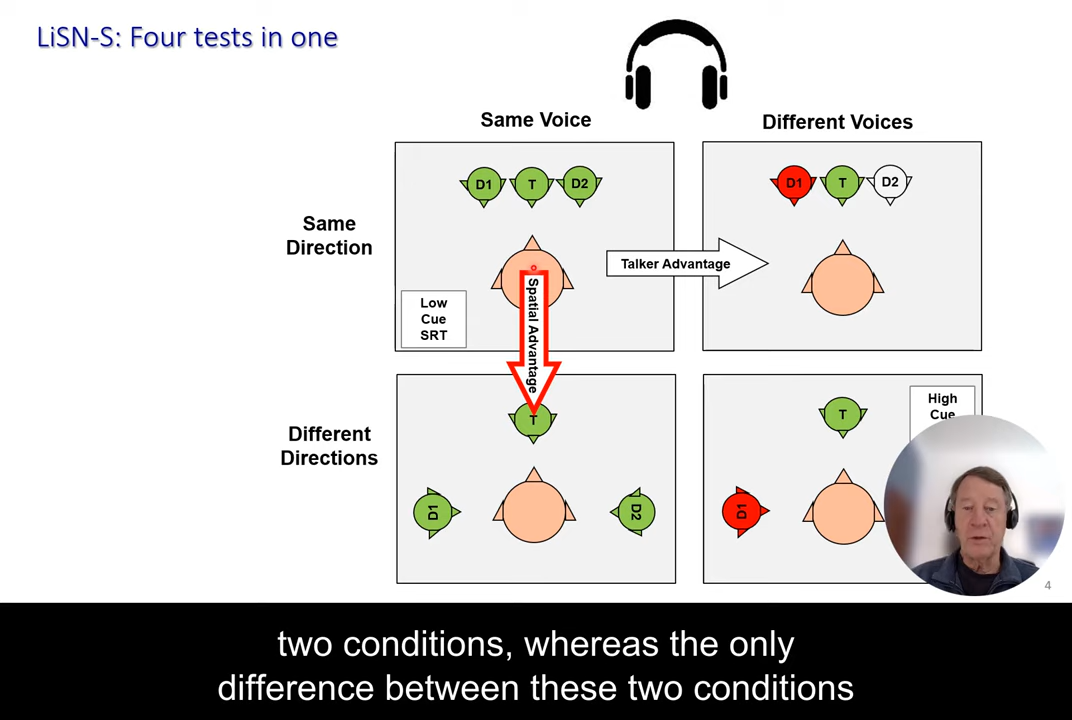 LiSN-S: Four tests in one
Same Voice
Different Voices
Same
Direction
D1
T
D2
D1
T
D2
Talker Advantage
Low
Cue
SRT
Spatial Advantage
Different
Directions
T
D1
D2
T
D1
High
Cue
4
two conditions, whereas the only
difference between these two conditions